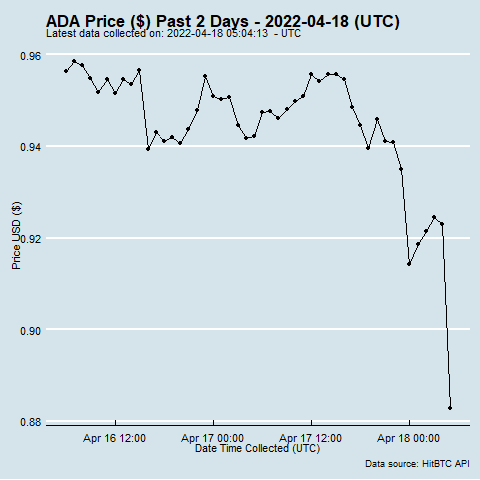 ADA Price ($) Past 2 Days - 2022-04-18 (UTC)
Latest data collected on: 2022-04-18 05:04:13  - UTC
0.96
0.94
0.92
0.90
0.88
Price USD ($)
Apr 16 12:00
Apr 17 00:00
Apr 17 12:00
Apr 18 00:00
Date Time Collected (UTC)
Data source: HitBTC API